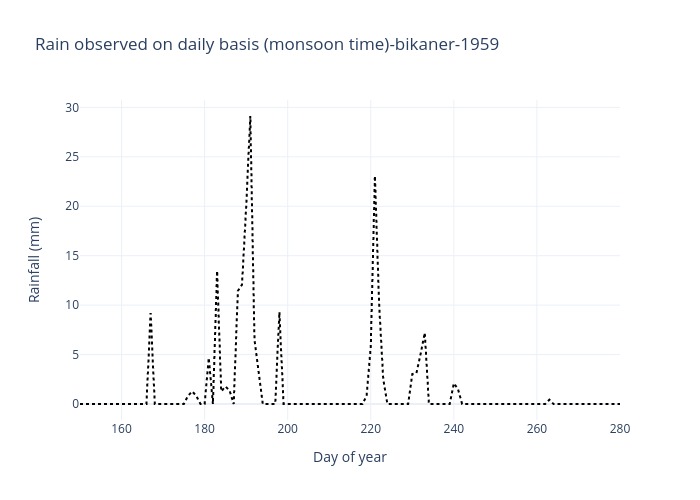 Rain observed on daily basis (monsoon time)-bikaner-1959
30
25
20
15
10
5
0
Rainfall (mm)
160 180 200 220 240 260 280
Day of year